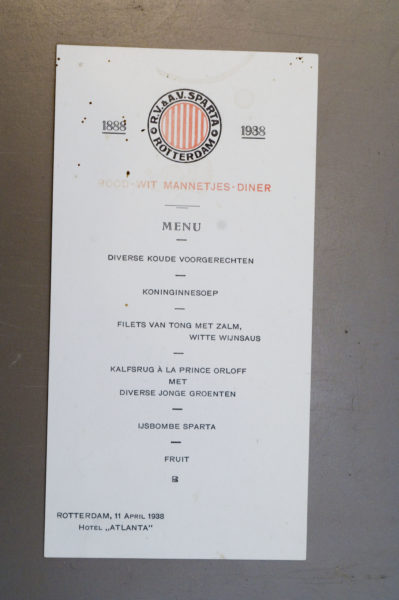 R.V. & A.V. SPARTA
ROTTERDAM
1888 1938
ROOD-WIT MANNETJES-DINER
MENU
DIVERSE KOUDE VOORGERECHTEN
KONINGINNESOEP
FILETS VAN TONG MET ZALM,
WITTE WIJNSAUS
KALFSRUG À LA PRINCE ORLOFF
MET
DIVERSE JONGE GROENTEN
IJSBOMBE SPARTA
FRUIT
ROTTERDAM, 11 APRIL 1938
HOTEL „ATLANTA”